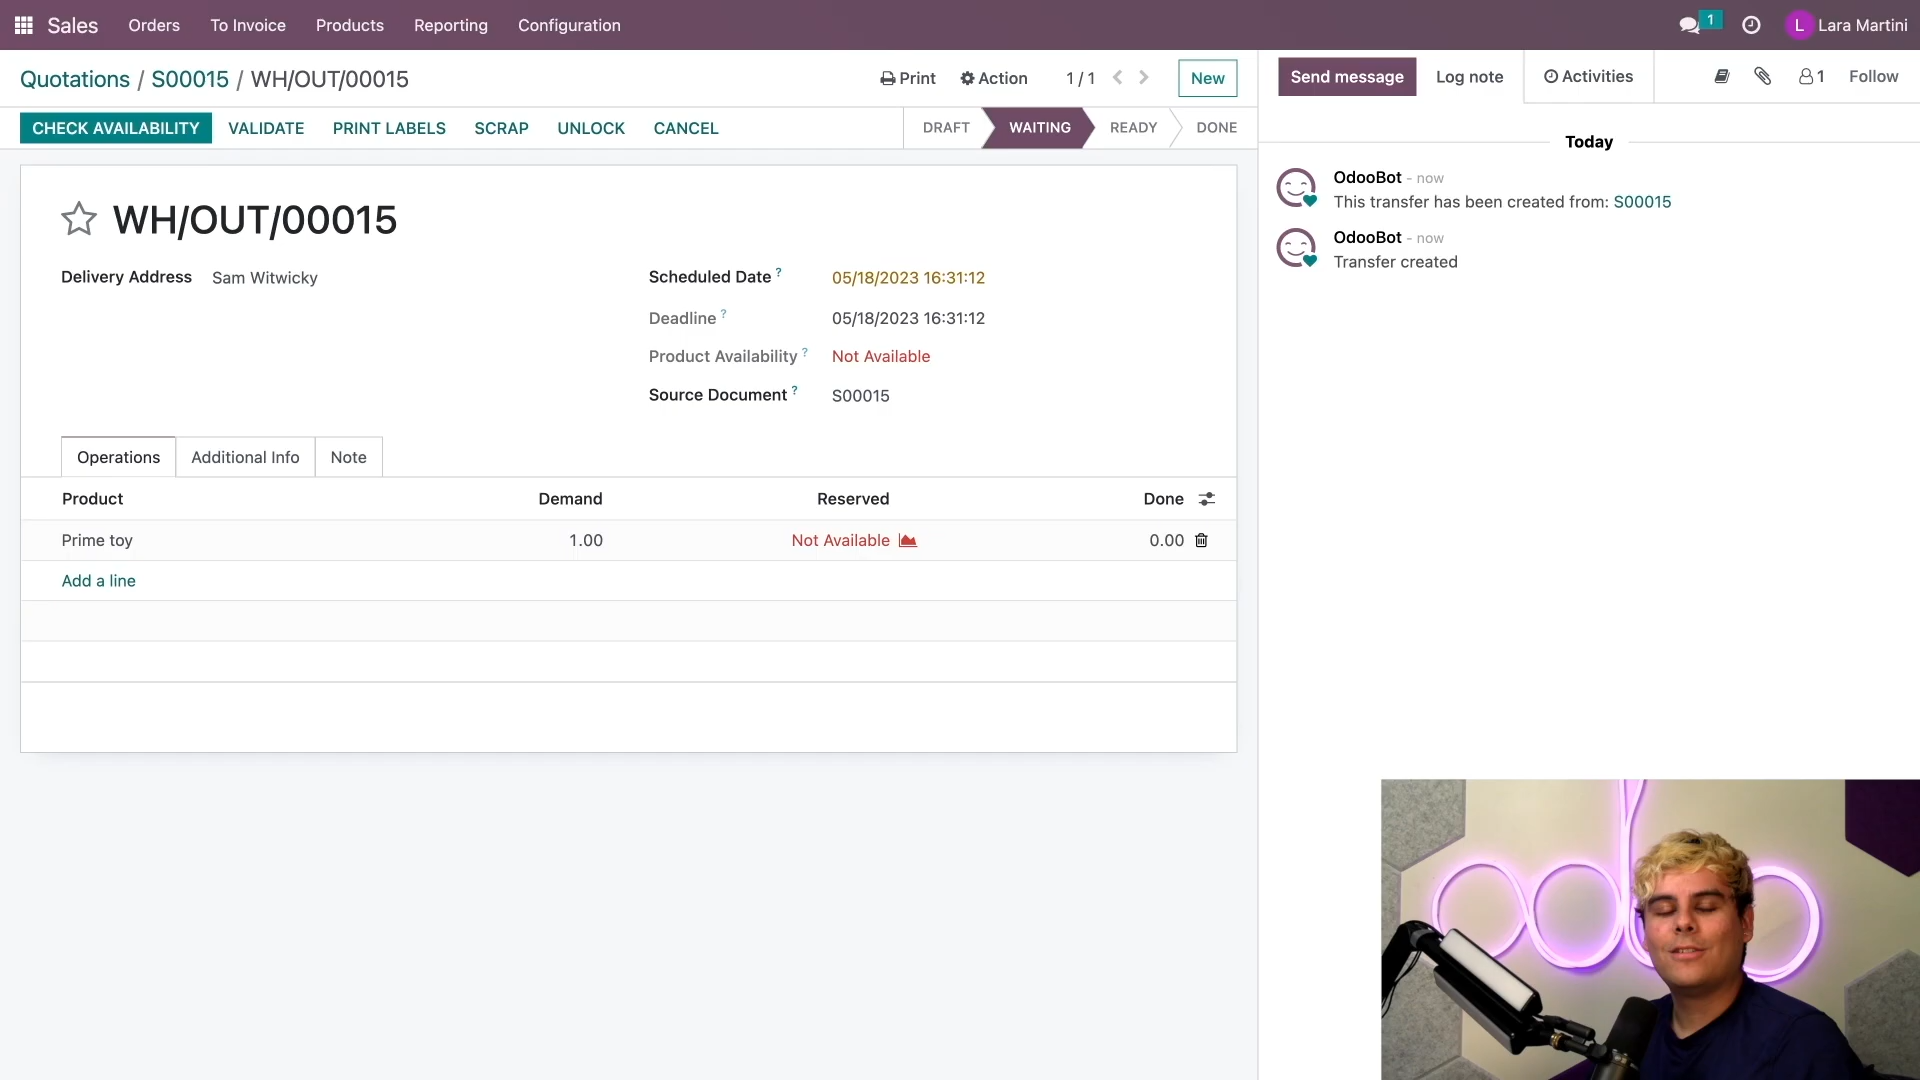 Sales Orders To Invoice Products Reporting Configuration 1 L Lara Martini
Quotations / S00015 / WH/OUT/00015 Print Action 1 / 1 New
Send message Log note Activities 1 Follow
CHECK AVAILABILITY VALIDATE PRINT LABELS SCRAP UNLOCK CANCEL DRAFT WAITING READY DONE
Today
OdooBot - now
This transfer has been created from: S00015
OdooBot - now
Transfer created
WH/OUT/00015
Delivery Address Sam Witwicky
Scheduled Date ? 05/18/2023 16:31:12
Deadline ? 05/18/2023 16:31:12
Product Availability ? Not Available
Source Document ? S00015
Operations Additional Info Note
Product Demand Reserved Done
Prime toy 1.00 Not Available 0.00
Add a line
odoo